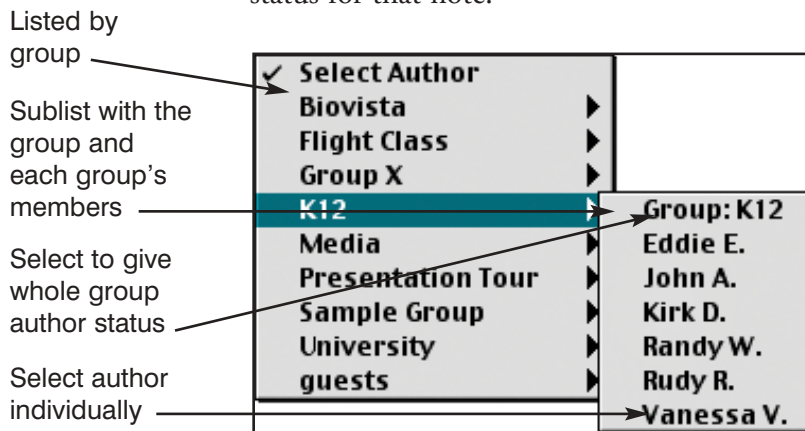 status for that note.
Listed by
group
Sublist with the
group and
each group's
members
Select to give
whole group
author status
Select author
individually
✓ Select Author
Biovista
Flight Class
Group X
K12
Media
Presentation Tour
Sample Group
University
guests
Group: K12
Eddie E.
John A.
Kirk D.
Randy W.
Rudy R.
Vanessa V.